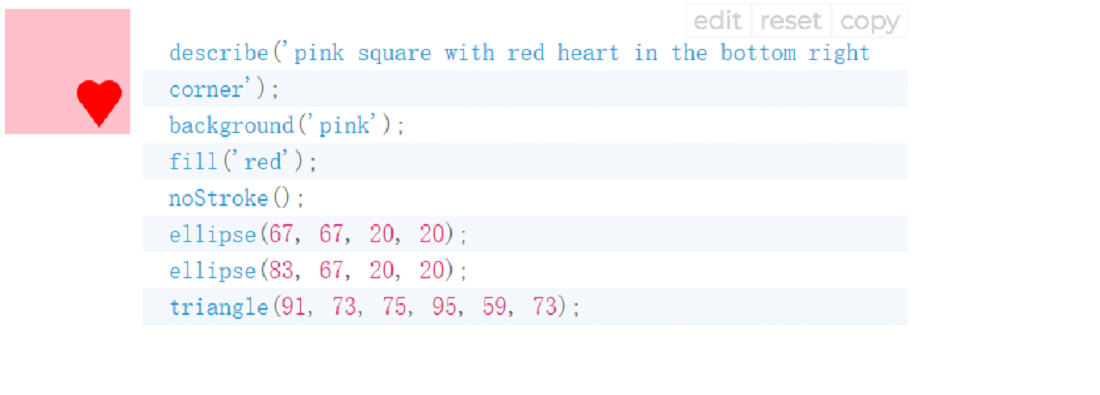 edit reset copy
describe('pink square with red heart in the bottom right
corner');
background('pink');
fill('red');
noStroke();
ellipse(67, 67, 20, 20);
ellipse(83, 67, 20, 20);
triangle(91, 73, 75, 95, 59, 73);